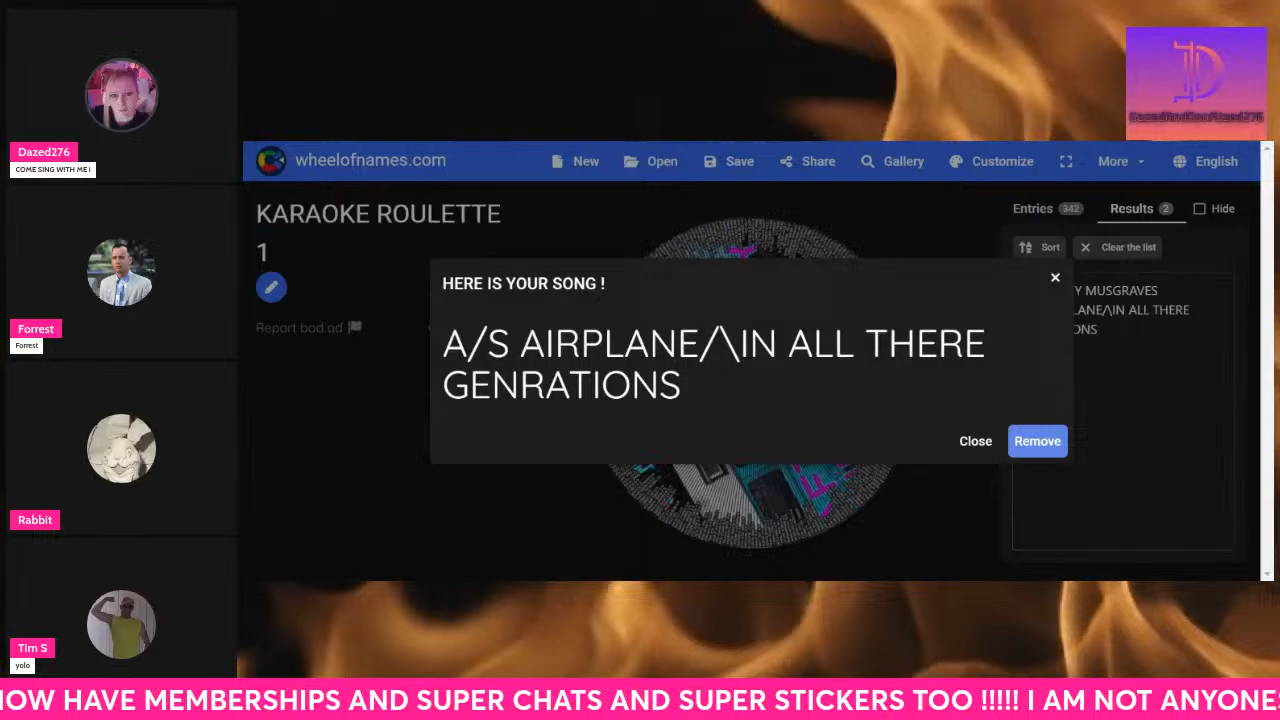 Dazed276
COME SING WITH ME !
Forrest
Forrest
Rabbit
Tim S
yolo
wheelofnames.com
New
Open
Save
Share
Gallery
Customize
More
English
KARAOKE ROULETTE
1
Report bad ad
Entries 342
Results 2
Hide
Sort
Clear the list
Y MUSGRAVES
PLANE/\IN ALL THERE
ONS
HERE IS YOUR SONG !
A/S AIRPLANE/\IN ALL THERE
GENRATIONS
Close
Remove
NOW HAVE MEMBERSHIPS AND SUPER CHATS AND SUPER STICKERS TOO !!!!! I AM NOT ANYONES